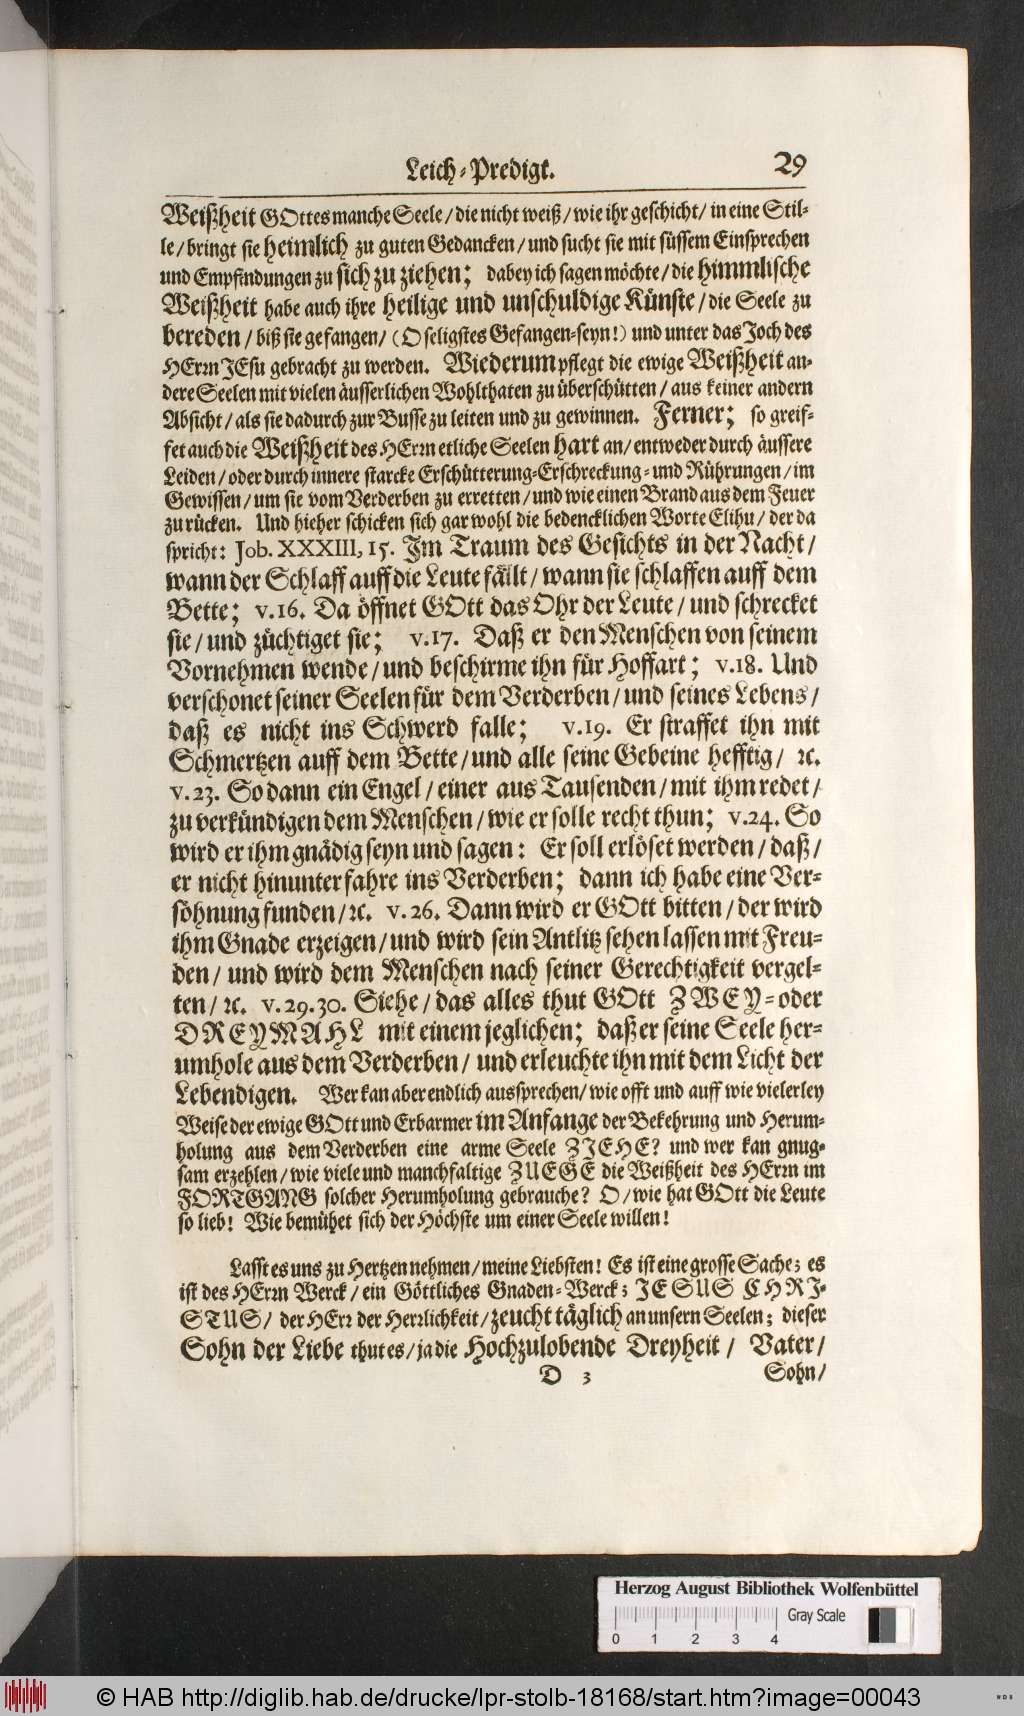 Leich-Predigt. 29
Weißheit GOttes manche Seele / die nicht weiß / wie ihr geschicht / in eine Stil-
le / bringt sie heimlich zu guten Gedancken / und sucht sie mit süssem Einsprechen
und Empfindungen zu sich zu ziehen; dabey ich sagen möchte / die himmlische
Weißheit habe auch ihre heilige und unschuldige Künste / die Seele zu
bereden / biß sie gefangen / (O seligstes Gefangen-seyn!) und unter das Joch des
HErrn JEsu gebracht zu werden. Wiederum pflegt die ewige Weißheit an-
dere Seelen mit vielen äusserlichen Wohlthaten zu überschütten / aus keiner andern
Absicht / als sie dadurch zur Busse zu leiten und zu gewinnen. Ferner; so greif-
fet auch die Weißheit des HErrn etliche Seelen hart an / entweder durch äussere
Leiden / oder durch innere starcke Erschütterung-Erschreckung- und Rührungen / im
Gewissen / um sie vom Verderben zu erretten / und wie einen Brand aus dem Feuer
zu rücken. Und hieher schicken sich gar wohl die bedencklichen Worte Elihu / der da
spricht: Job. XXXIII, 15. Im Traum des Gesichts in der Nacht /
wann der Schlaff auff die Leute fällt / wann sie schlaffen auff dem
Bette; v.16. Da öffnet GOtt das Ohr der Leute / und schrecket
sie / und züchtiget sie; v.17. Daß er den Menschen von seinem
Vornehmen wende / und beschirme ihn für Hoffart; v.18. Und
verschonet seiner Seelen für dem Verderben / und seines Lebens /
daß es nicht ins Schwerd falle; v.19. Er straffet ihn mit
Schmertzen auff dem Bette / und alle seine Gebeine hefftig / ꝛc.
v.23. So dann ein Engel / einer aus Tausenden / mit ihm redet /
zu verkündigen dem Menschen / wie er solle recht thun; v.24. So
wird er ihm gnädig seyn und sagen: Er soll erlöset werden / daß /
er nicht hinunter fahre ins Verderben; dann ich habe eine Ver-
söhnung funden / ꝛc. v.26. Dann wird er GOtt bitten / der wird
ihm Gnade erzeigen / und wird sein Antlitz sehen lassen mit Freu-
den / und wird dem Menschen nach seiner Gerechtigkeit vergel-
ten / ꝛc. v.29.30. Siehe / das alles thut GOtt ZWEY-oder
DREYMAHL mit einem jeglichen; daß er seine Seele her-
umhole aus dem Verderben / und erleuchte ihn mit dem Licht der
Lebendigen. Wer kan aber endlich aussprechen / wie offt und auff wie vielerley
Weise der ewige GOtt und Erbarmer im Anfange der Bekehrung und Herum-
holung aus dem Verderben eine arme Seele ZIEHE? und wer kan gnug-
sam erzehlen / wie viele und manchfaltige ZUEGE die Weißheit des HErrn im
FORTGANG solcher Herumholung gebrauche? O / wie hat GOtt die Leute
so lieb! Wie bemühet sich der Höchste um einer Seele willen!
Lasst es uns zu Hertzen nehmen / meine Liebsten! Es ist eine grosse Sache; es
ist des HErrn Werck / ein Göttliches Gnaden-Werck; JESUS CHRI-
STUS / der HErr der Herrlichkeit / zeucht täglich an unsern Seelen; dieser
Sohn der Liebe thut es / ja die Hochzulobende Dreyheit / Vater /
D 3 Sohn /
Herzog August Bibliothek Wolfenbüttel
Gray Scale
0 1 2 3 4
© HAB http://diglib.hab.de/drucke/lpr-stolb-18168/start.htm?image=00043